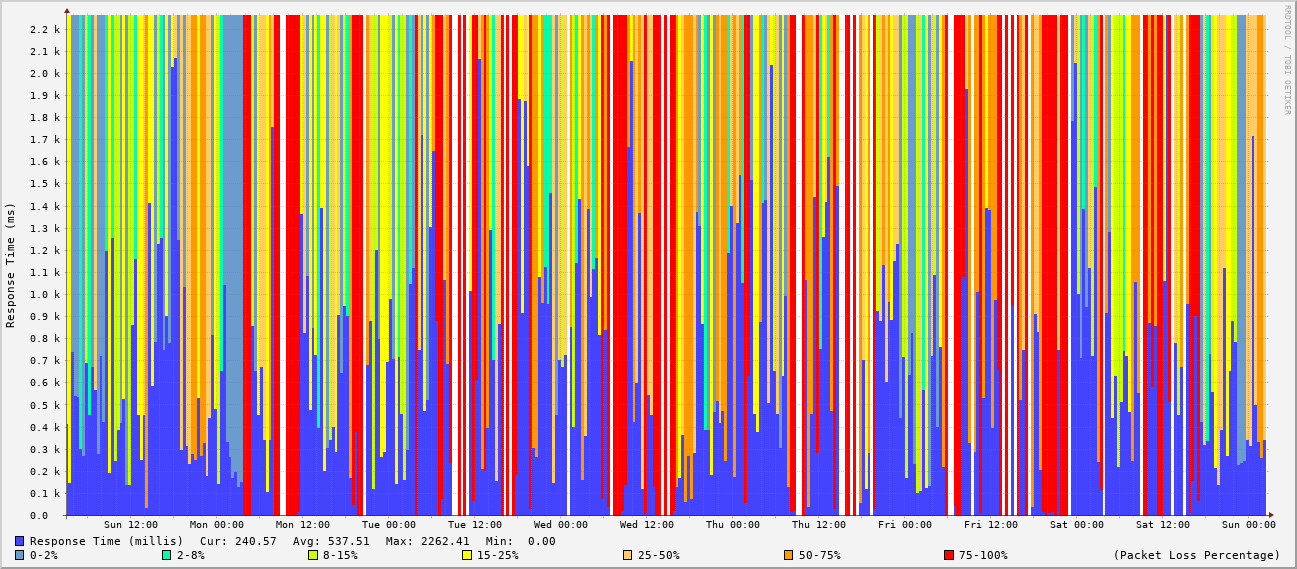 RRDTOOL / TOBI OETIKER
Response Time (ms)
2.2 k
2.1 k
2.0 k
1.9 k
1.8 k
1.7 k
1.6 k
1.5 k
1.4 k
1.3 k
1.2 k
1.1 k
1.0 k
0.9 k
0.8 k
0.7 k
0.6 k
0.5 k
0.4 k
0.3 k
0.2 k
0.1 k
0.0
Sun 12:00 Mon 00:00 Mon 12:00 Tue 00:00 Tue 12:00 Wed 00:00 Wed 12:00 Thu 00:00 Thu 12:00 Fri 00:00 Fri 12:00 Sat 00:00 Sat 12:00 Sun 00:00
Response Time (millis) Cur: 240.57 Avg: 537.51 Max: 2262.41 Min: 0.00
0-2% 2-8% 8-15% 15-25% 25-50% 50-75% 75-100% (Packet Loss Percentage)